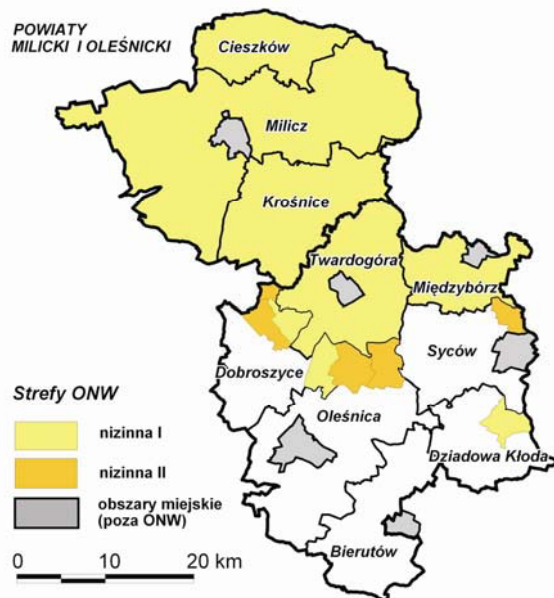 POWIATY
MILICKI I OLEŚNICKI
Cieszków
Milicz
Krośnice
Twardogóra
Międzybórz
Syców
Dobroszyce
Oleśnica
Dziadowa Kłoda
Bierutów
Strefy ONW
nizinna I
nizinna II
obszary miejskie
(poza ONW)
0 10 20 km